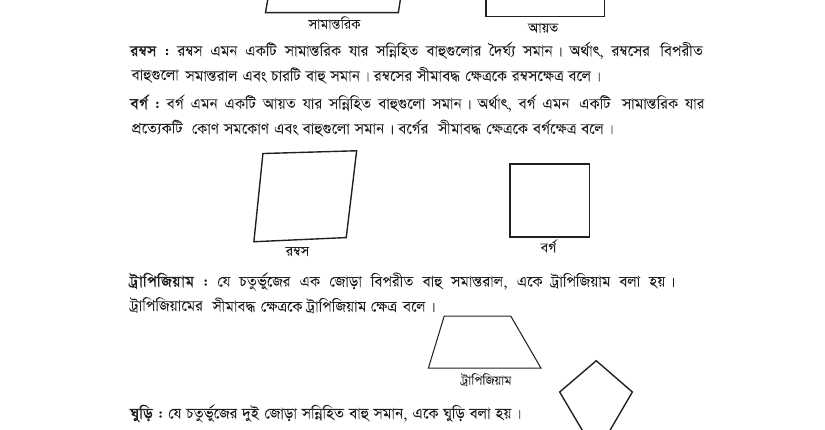 সামান্তরিক
আয়ত
রম্বস : রম্বস এমন একটি সামান্তরিক যার সন্নিহিত বাহুগুলোর দৈর্ঘ্য সমান । অর্থাৎ, রম্বসের বিপরীত
বাহুগুলো সমান্তরাল এবং চারটি বাহু সমান । রম্বসের সীমাবদ্ধ ক্ষেত্রকে রম্বসক্ষেত্র বলে ।
বর্গ : বর্গ এমন একটি আয়ত যার সন্নিহিত বাহুগুলো সমান । অর্থাৎ, বর্গ এমন একটি সামান্তরিক যার
প্রত্যেকটি কোণ সমকোণ এবং বাহুগুলো সমান । বর্গের সীমাবদ্ধ ক্ষেত্রকে বর্গক্ষেত্র বলে ।
রম্বস
বর্গ
ট্রাপিজিয়াম : যে চতুর্ভুজের এক জোড়া বিপরীত বাহু সমান্তরাল, একে ট্রাপিজিয়াম বলা হয় ।
ট্রাপিজিয়ামের সীমাবদ্ধ ক্ষেত্রকে ট্রাপিজিয়াম ক্ষেত্র বলে ।
ট্রাপিজিয়াম
ঘুড়ি : যে চতুর্ভুজের দুই জোড়া সন্নিহিত বাহু সমান, একে ঘুড়ি বলা হয় ।